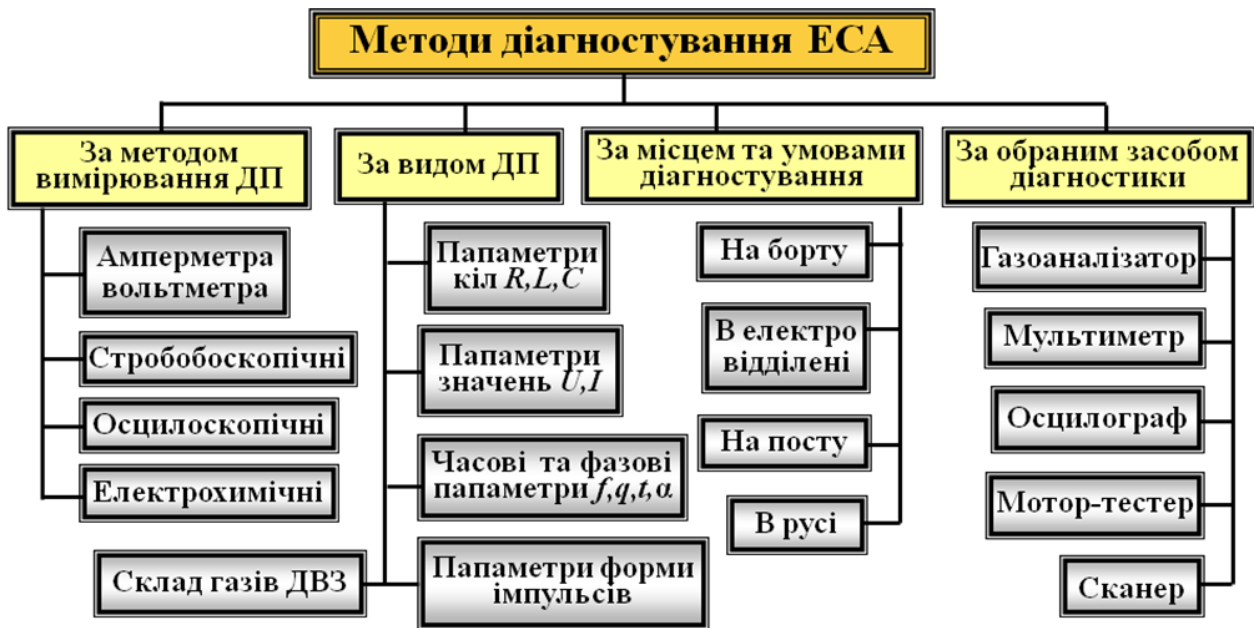 Методи діагностування ЕСА
За методом
вимірювання ДП
Амперметра
вольтметра
Стробобоскопічні
Осцилоскопічні
Електрохимічні
За видом ДП
Папаметри
кіл R,L,C
Папаметри
значень U,I
Часові та фазові
папаметри f,q,t,α
Склад газів ДВЗ
Папаметри форми
імпульсів
За місцем та умовами
діагностування
На борту
В електро
відділені
На посту
В русі
За обраним засобом
діагностики
Газоаналізатор
Мультиметр
Осцилограф
Мотор-тестер
Сканер